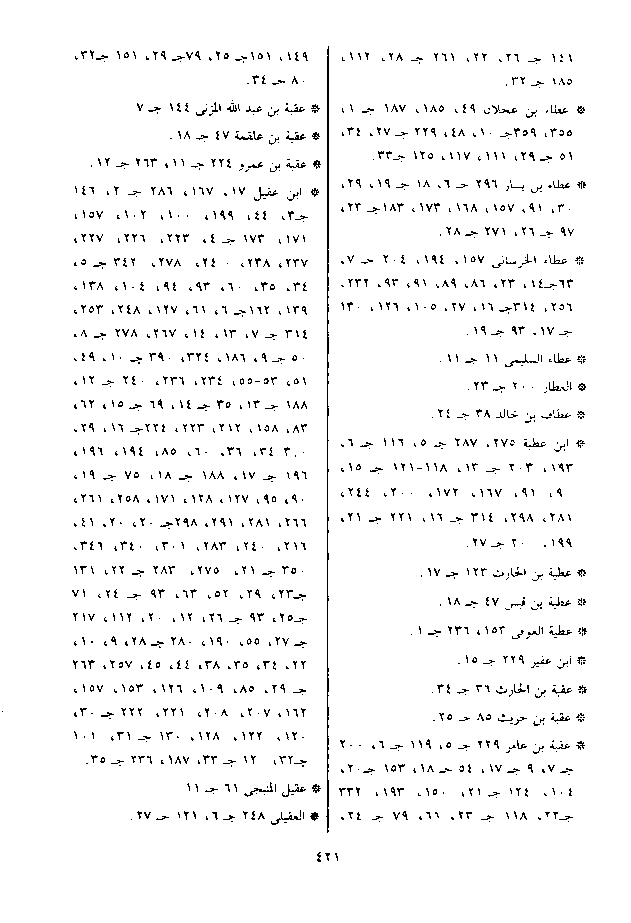 ١٤١ جـ ٢٦، ٢٢، ٢٦١ جـ ٢٨، ١١٢،
١٨٥ جـ ٣٢.
* عطاء بن عجلان ٤٩، ١٨٥، ١٨٧ جـ ١،
٣٥٥، ٣٥٩جـ ١٠، ٤٨، ٢٢٩ جـ ٢٧، ٣٤،
٥١ جـ ٢٩، ١١١، ١١٧، ١٢٥ جـ٣٣.
* عطاء بن يسار ٢٩٦ جـ ٦، ١٨ جـ ١٩، ٢٩،
٣٠، ٩١، ١٥٧، ١٦٨، ١٧٣، ١٨٣جـ ٢٣،
٩٧ جـ ٢٦، ٢٧١ جـ ٢٨.
* عطاء الخرساني ١٥٧، ١٩٤، ٢٠٤ جـ ٧،
٦٣جـ١٤، ٢٣، ٨٦، ٨٩، ٩١، ٩٣، ٢٣٢،
٢٥٦، ٣١٤جـ ١٦، ٢٧، ١٠٥، ١٢٦، ١٣٠
جـ ١٧، ٩٣ جـ ١٩.
* عطاء السليمي ١١ جـ ١١.
* العطار ٢٠٠ جـ ٢٣.
* عطاف بن خالد ٣٨ جـ ٢٤.
* ابن عطية ٢٧٥، ٢٨٧ جـ ٥، ١١٦ جـ ٦،
١٩٣، ٢٠٣ جـ ١٣، ١١٨-١٢١ جـ ١٥،
٩، ٩١، ١٦٧، ١٧٢، ٢٠٠، ٢٤٤،
٢٨١، ٢٩٨، ٣١٤ جـ ١٦، ٢٢١ جـ ٢١،
١٩٩، ٢٠ جـ ٢٧.
* عطية بن الحارث ١٢٣ جـ ١٧.
* عطية بن قيس ٤٧ جـ ١٨.
* عطية العوفي ١٥٣، ٢٣٦ جـ ١.
* ابن عفير ٢٢٩ جـ ١٥.
* عقبة بن الحارث ٣٦ جـ ٣٤.
* عقبة بن حريث ٨٥ جـ ٢٥.
* عقبة بن عامر ٢٢٩ جـ ٥، ١١٩ جـ ٦، ٢٠٠
جـ ٧، ٩ جـ ١٧، ٥٤ جـ ١٨، ١٥٣ جـ ٢٠،
١٠٤، ١٢٤ جـ ٢١، ١٥٠، ١٩٣، ٣٣٢
جـ٢٢، ١١٨ جـ ٢٣، ٦١، ٧٩ جـ ٢٤،
١٤٩، ١٥١جـ ٢٥، ٧٩جـ ٢٩، ١٥١ جـ٣٢،
٨٠ جـ ٣٤.
* عقبة بن عبد الله المزني ١٤٤ جـ ٧
* عقبة بن علقمة ٤٧ جـ ١٨.
* عقبة بن عمرو ٢٢٤ جـ ١١، ٢٦٣ جـ ١٢.
* ابن عقيل ١٧، ١٦٧، ٢٨٦ جـ ٢، ١٤٦
جـ٣، ٤٤، ١٩٩، ١٠٠، ١٠٢، ١٥٧،
١٧١، ١٧٣ جـ ٤، ٢٢٣، ٢٢٦، ٢٢٧،
٢٣٧، ٢٣٨، ٢٤٠، ٢٧٨، ٣٤٢ جـ ٥،
٣٤، ٣٥، ٦٠، ٩٣، ٩٤، ١٠٤، ١٣٨،
١٣٩، ١٦٢جـ ٦، ٦١، ١٢٧، ٢٤٨، ٢٥٣،
٣١٤ جـ ٧، ١٣، ١٤، ٢٦٧، ٢٧٨ جـ ٨،
٥٠ جـ ٩، ١٨٦، ٣٢٤، ٣٩٠ جـ ١٠، ٤٩،
٥١، ٥٣-٥٥، ٢٣٤، ٢٣٦، ٢٤٠ جـ ١٢،
١٨٨ جـ ١٣، ٣٥ جـ ١٤، ٦٩ جـ ١٥، ٦٢،
٨٣، ١٥٨، ٢١٢، ٢٢٣، ٢٢٤جـ ١٦، ٢٩،
٣٠، ٣٤، ٣٦، ٦٠، ٨٥، ١٩٤، ١٩٦،
١٩٦ جـ ١٧، ١٨٨ جـ ١٨، ٧٥ جـ ١٩،
٩٠، ٩٥، ١٢٧، ١٢٨، ١٧١، ٢٥٨، ٢٦١،
٢٦٦، ٢٨١، ٢٩١، ٢٩٨جـ ٢٠، ٢٠، ٤١،
٢١٦، ٢٤٠، ٢٨٣، ٣٠١، ٣٤٠، ٣٤٦،
٣٥٠ جـ ٢١، ٢٧٥، ٢٨٣ جـ ٢٢، ١٣١
جـ٢٣، ٢٩، ٥٢، ٦٣، ٩٣ جـ ٢٤، ٧١
جـ٢٥، ٩٣ جـ ٢٦، ١٢، ٢٠، ١١٢، ٢١٧
جـ ٢٧، ٥٥، ١٩٠، ٢٨٠ جـ ٢٨، ٩، ١٠،
٢٢، ٣٤، ٣٥، ٣٨، ٤٤، ٤٥، ٢٥٧، ٢٦٣
جـ ٢٩، ٨٥، ١٠٩، ١٢٦، ١٥٣، ١٥٧،
١٦٢، ٢٠٧، ٢٠٨، ٢٢١، ٢٢٢ جـ ٣٠،
١٢٠، ١٢٢، ١٢٨، ١٣٠ جـ ٣١، ١٠١
جـ٣٢، ١٢ جـ ٣٣، ١٨٧، ٢٣٦ جـ ٣٥.
* عقيل المنبجي ٦١ جـ ١١
* العقيلي ٢٤٨ جـ ٦، ١٢١ جـ ٢٧.
٤٢١